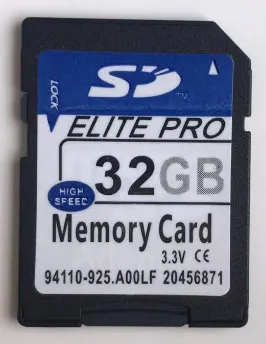 LOCK
SD
ELITE PRO
32GB
HIGH
SPEED
Memory Card
3.3V CE
94110-925.A00LF 20456871